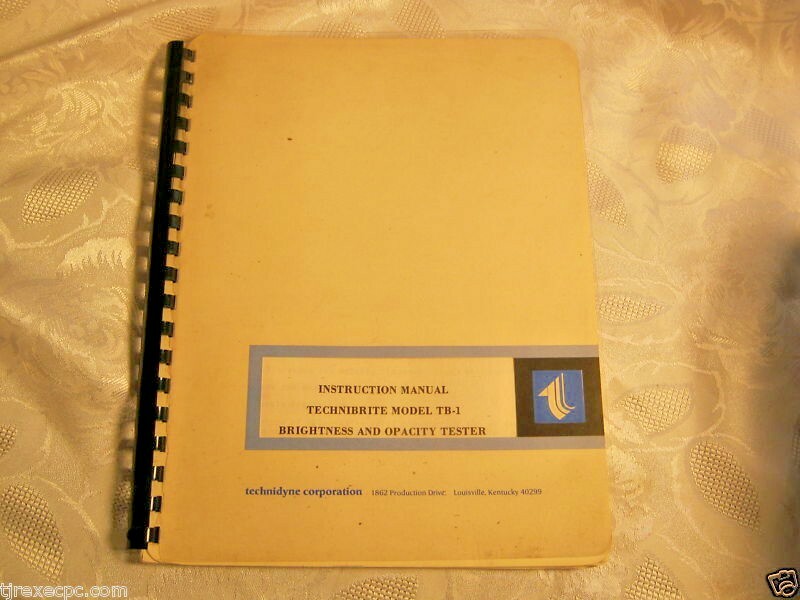 INSTRUCTION MANUAL
TECHNIBRITE MODEL TB-1
BRIGHTNESS AND OPACITY TESTER
technidyne corporation 1862 Production Drive Louisville, Kentucky 40299
tjrexecpc.com